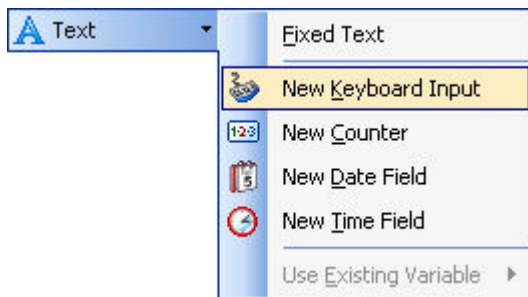 Text
Fixed Text
New Keyboard Input
New Counter
New Date Field
New Time Field
Use Existing Variable